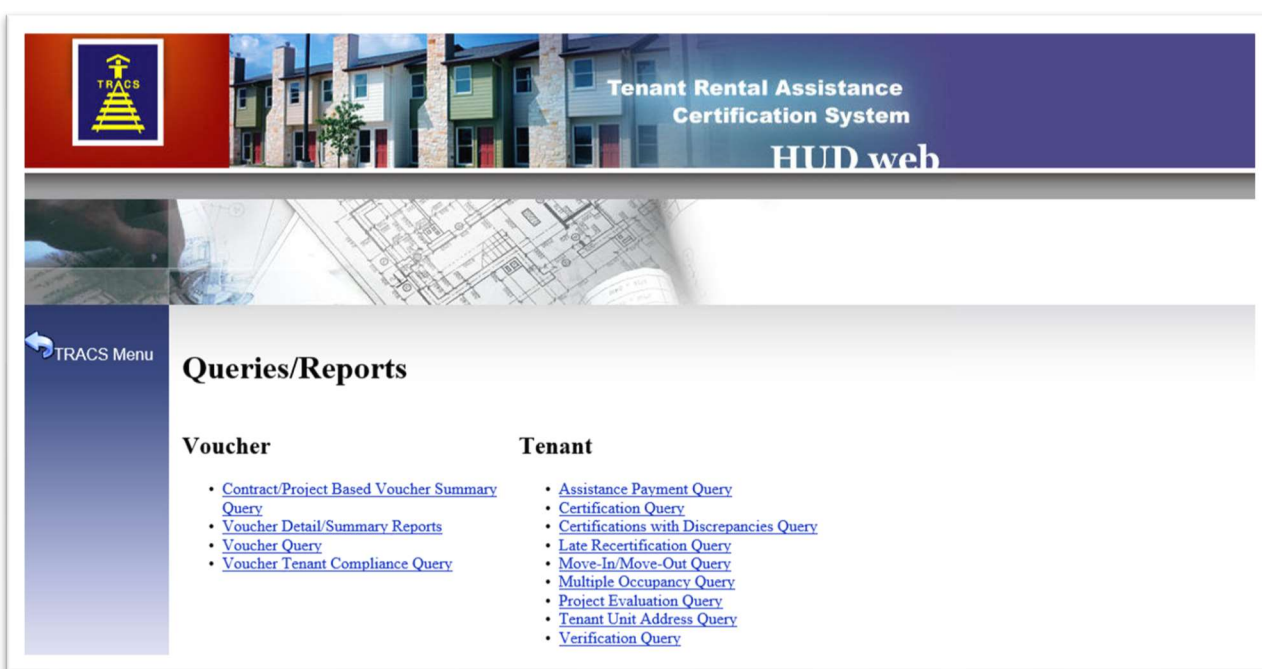 TRACS
Tenant Rental Assistance
Certification System
HUD web
TRACS Menu
Queries/Reports
Voucher
Contract/Project Based Voucher Summary
Query
Voucher Detail/Summary Reports
Voucher Query
Voucher Tenant Compliance Query
Tenant
Assistance Payment Query
Certification Query
Certifications with Discrepancies Query
Late Recertification Query
Move-In/Move-Out Query
Multiple Occupancy Query
Project Evaluation Query
Tenant Unit Address Query
Verification Query